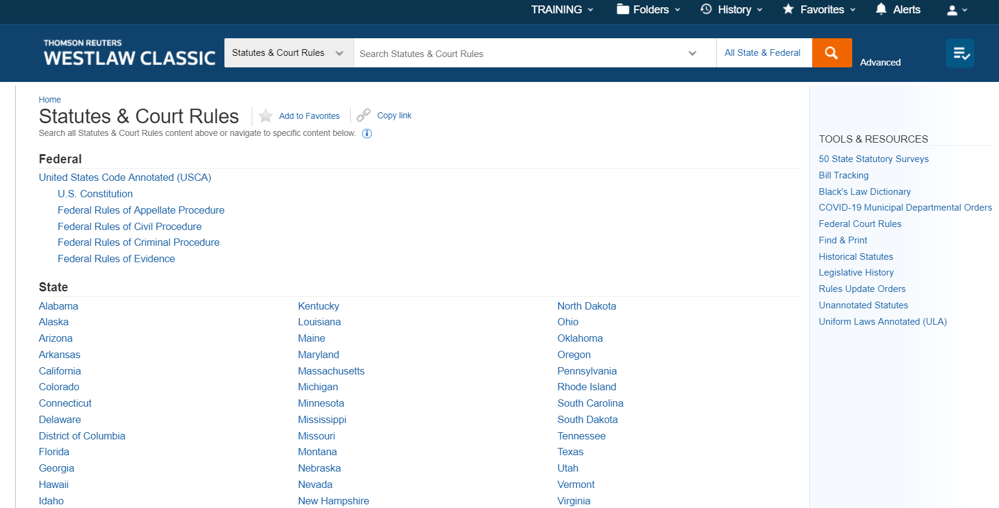 TRAINING Folders History Favorites Alerts
THOMSON REUTERS
WESTLAW CLASSIC
Statutes & Court Rules Search Statutes & Court Rules All State & Federal Advanced
Home
Statutes & Court Rules Add to Favorites Copy link
Search all Statutes & Court Rules content above or navigate to specific content below.
Federal
United States Code Annotated (USCA)
U.S. Constitution
Federal Rules of Appellate Procedure
Federal Rules of Civil Procedure
Federal Rules of Criminal Procedure
Federal Rules of Evidence
State
Alabama
Alaska
Arizona
Arkansas
California
Colorado
Connecticut
Delaware
District of Columbia
Florida
Georgia
Hawaii
Idaho
Kentucky
Louisiana
Maine
Maryland
Massachusetts
Michigan
Minnesota
Mississippi
Missouri
Montana
Nebraska
Nevada
New Hampshire
North Dakota
Ohio
Oklahoma
Oregon
Pennsylvania
Rhode Island
South Carolina
South Dakota
Tennessee
Texas
Utah
Vermont
Virginia
TOOLS & RESOURCES
50 State Statutory Surveys
Bill Tracking
Black's Law Dictionary
COVID-19 Municipal Departmental Orders
Federal Court Rules
Find & Print
Historical Statutes
Legislative History
Rules Update Orders
Unannotated Statutes
Uniform Laws Annotated (ULA)